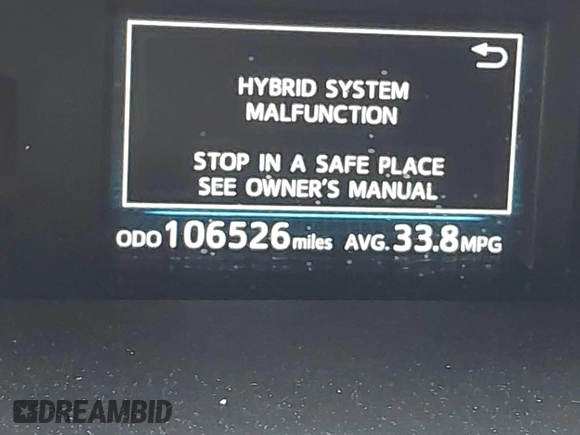 HYBRID SYSTEM
MALFUNCTION
STOP IN A SAFE PLACE
SEE OWNER'S MANUAL
ODO 106526 miles AVG. 33.8 MPG
DREAMBID